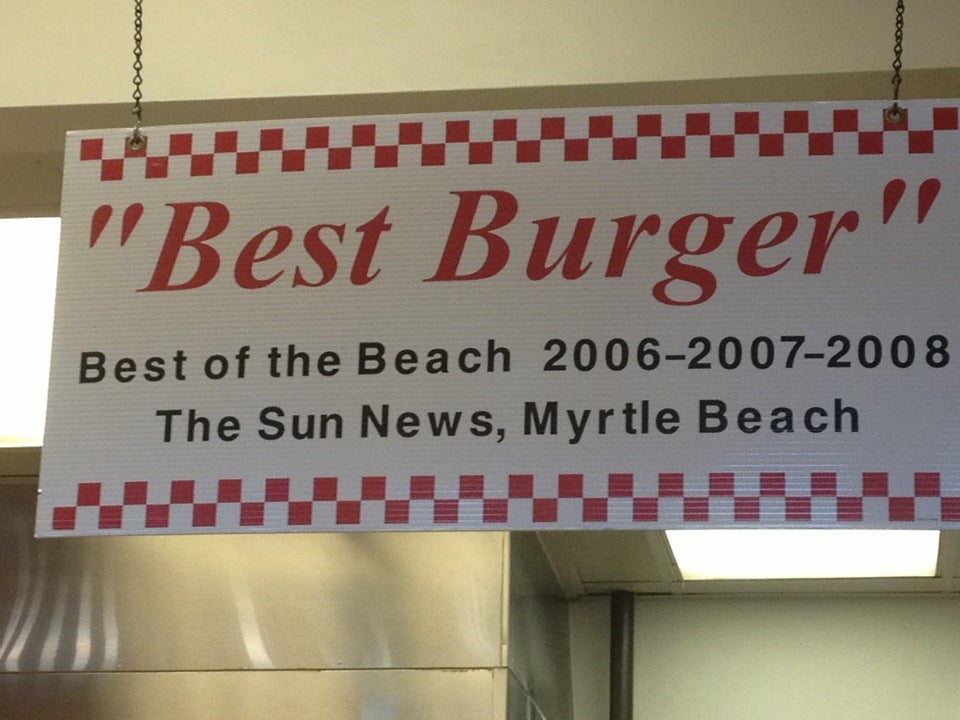 "Best Burger"
Best of the Beach 2006-2007-2008
The Sun News, Myrtle Beach